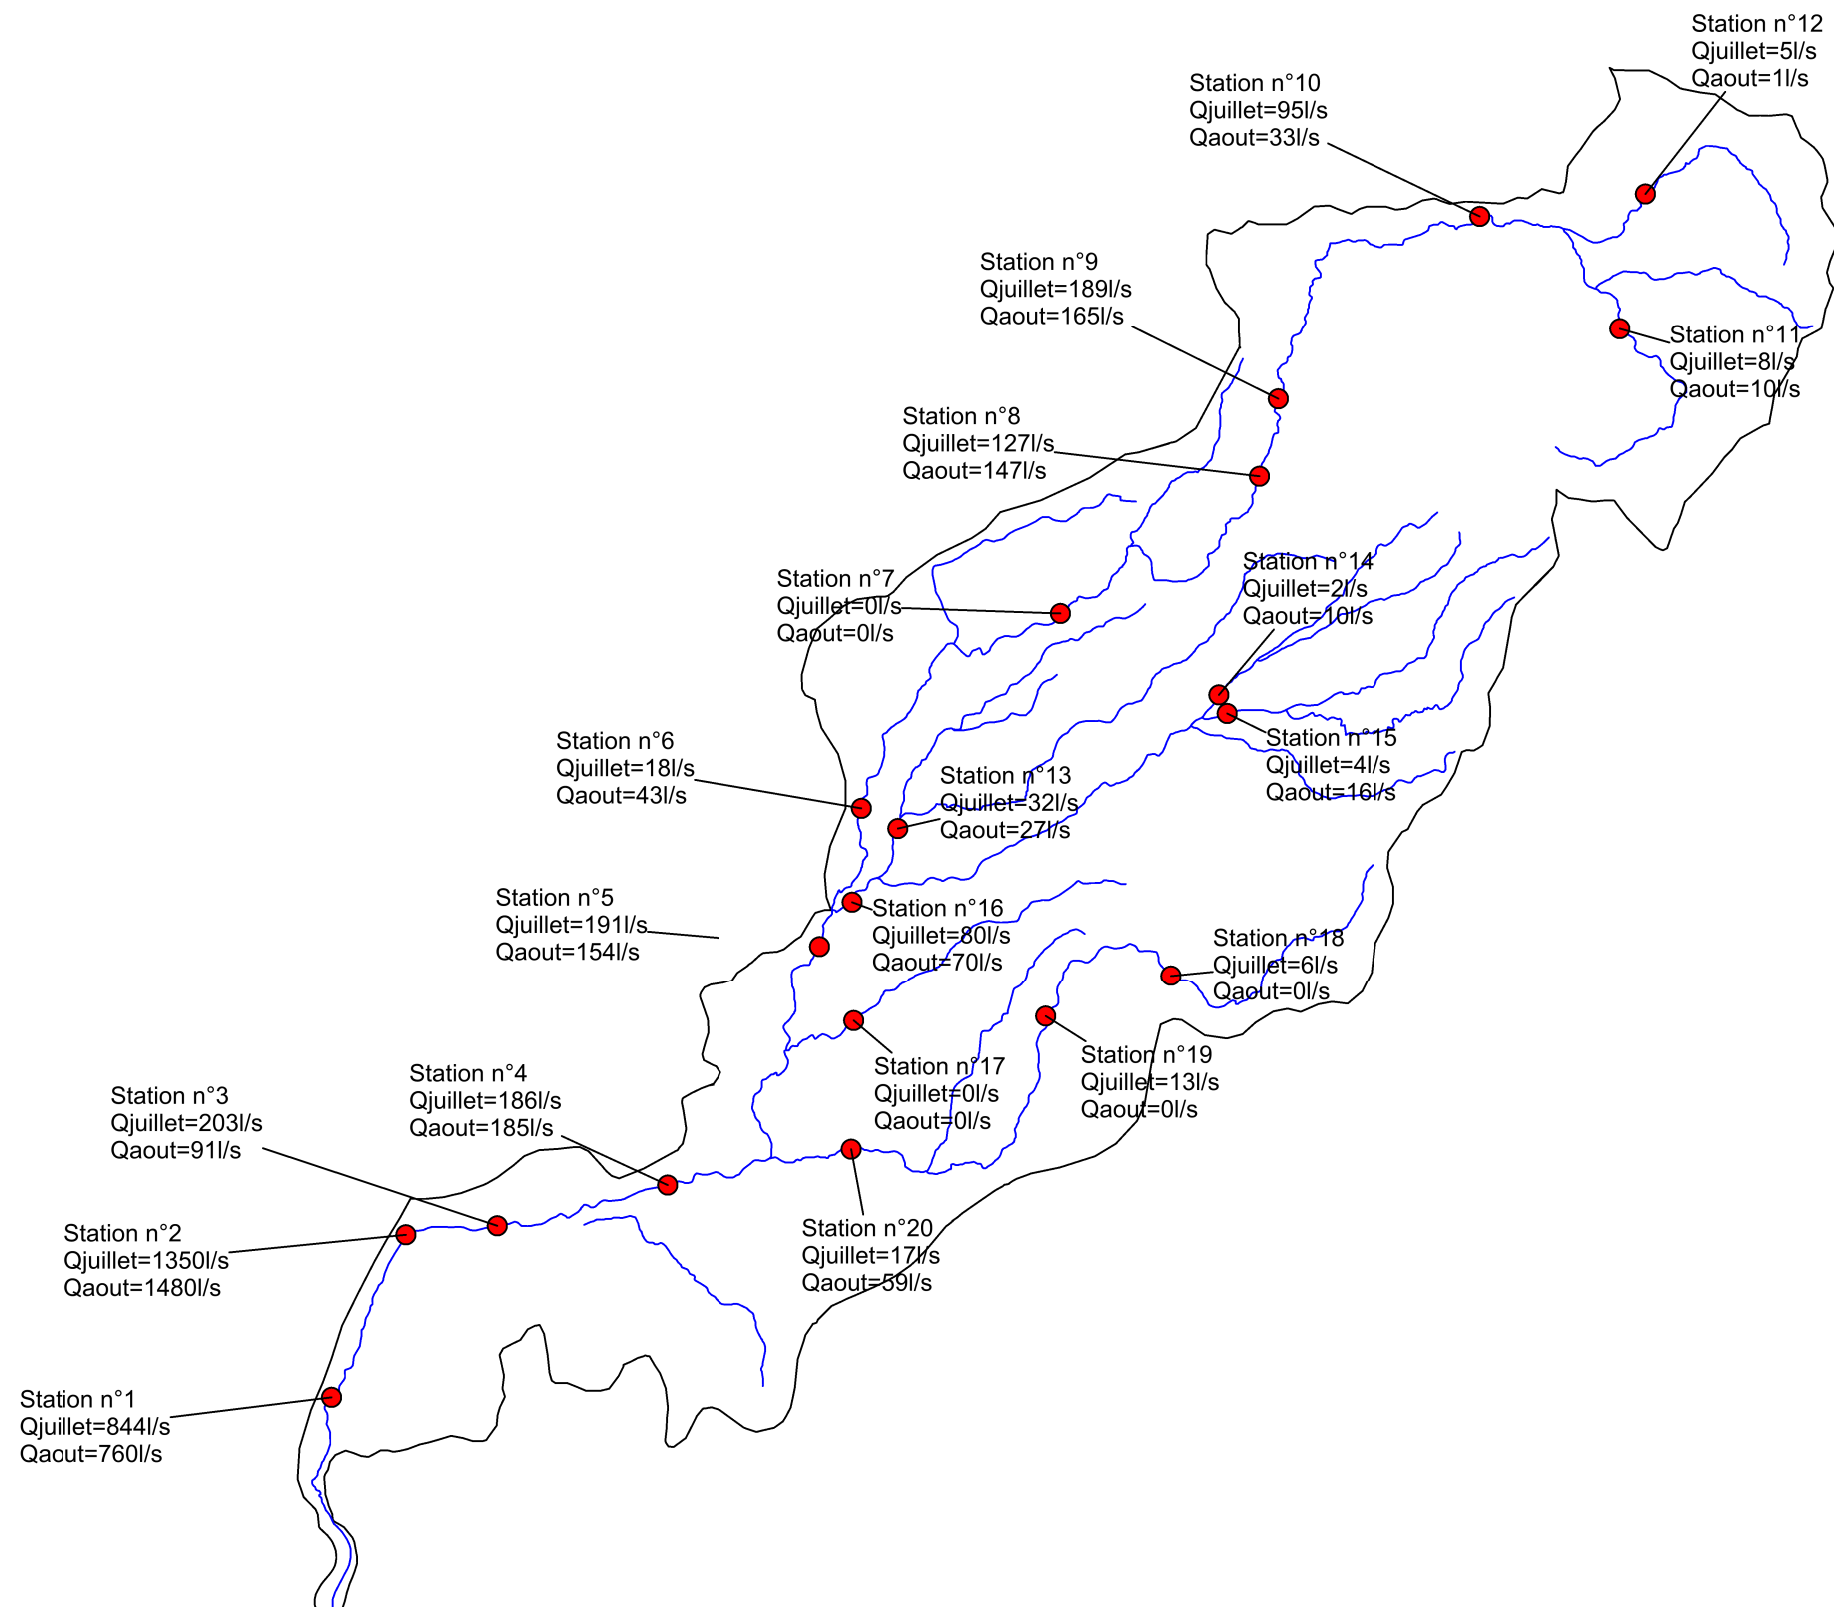 Station n°12
Qjuillet=5l/s
Qaout=1l/s
Station n°10
Qjuillet=95l/s
Qaout=33l/s
Station n°9
Qjuillet=189l/s
Qaout=165l/s
Station n°11
Qjuillet=8l/s
Qaout=10l/s
Station n°8
Qjuillet=127l/s
Qaout=147l/s
Station n°14
Qjuillet=2l/s
Qaout=10l/s
Station n°7
Qjuillet=0l/s
Qaout=0l/s
Station n°6
Qjuillet=18l/s
Qaout=43l/s
Station n°15
Qjuillet=4l/s
Qaout=16l/s
Station n°13
Qjuillet=32l/s
Qaout=27l/s
Station n°5
Qjuillet=191l/s
Qaout=154l/s
Station n°16
Qjuillet=80l/s
Qaout=70l/s
Station n°18
Qjuillet=6l/s
Qaout=0l/s
Station n°17
Qjuillet=0l/s
Qaout=0l/s
Station n°19
Qjuillet=13l/s
Qaout=0l/s
Station n°4
Qjuillet=186l/s
Qaout=185l/s
Station n°3
Qjuillet=203l/s
Qaout=91l/s
Station n°20
Qjuillet=17l/s
Qaout=59l/s
Station n°2
Qjuillet=1350l/s
Qaout=1480l/s
Station n°1
Qjuillet=844l/s
Qaout=760l/s